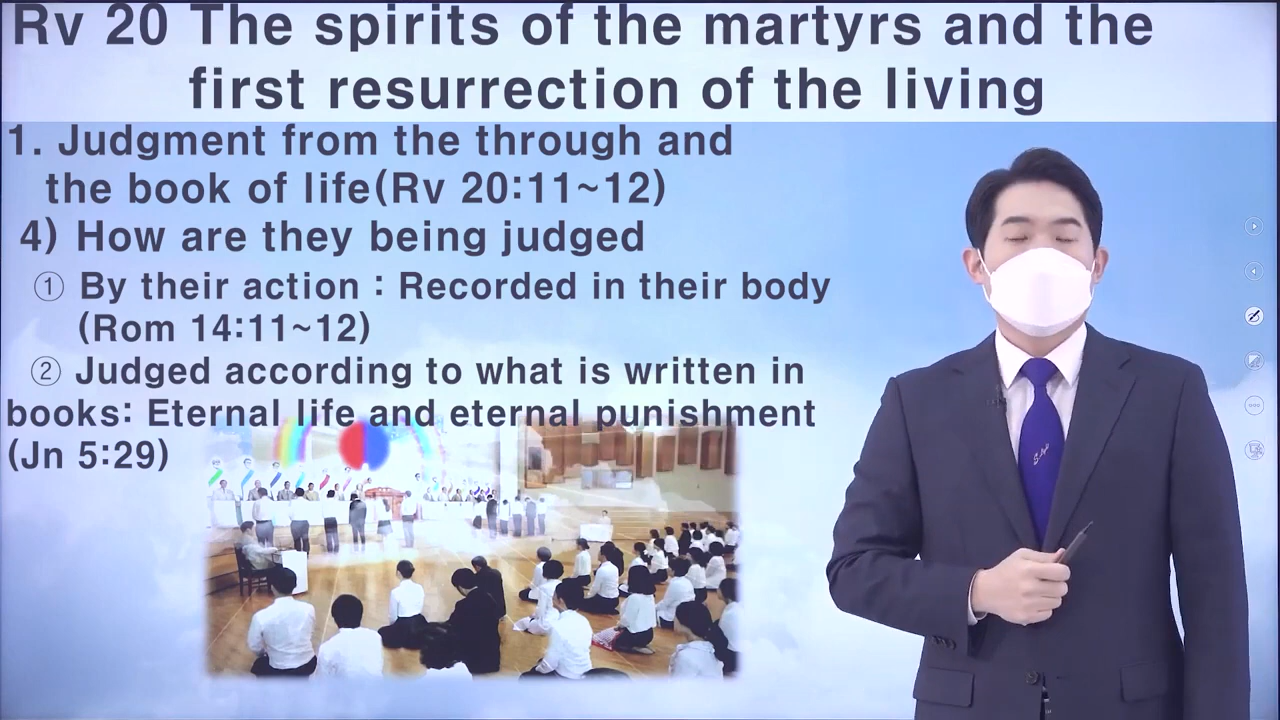 Rv 20 The spirits of the martyrs and the
first resurrection of the living
1. Judgment from the through and
the book of life(Rv 20:11~12)
4) How are they being judged
① By their action : Recorded in their body
(Rom 14:11~12)
② Judged according to what is written in
books: Eternal life and eternal punishment
(Jn 5:29)